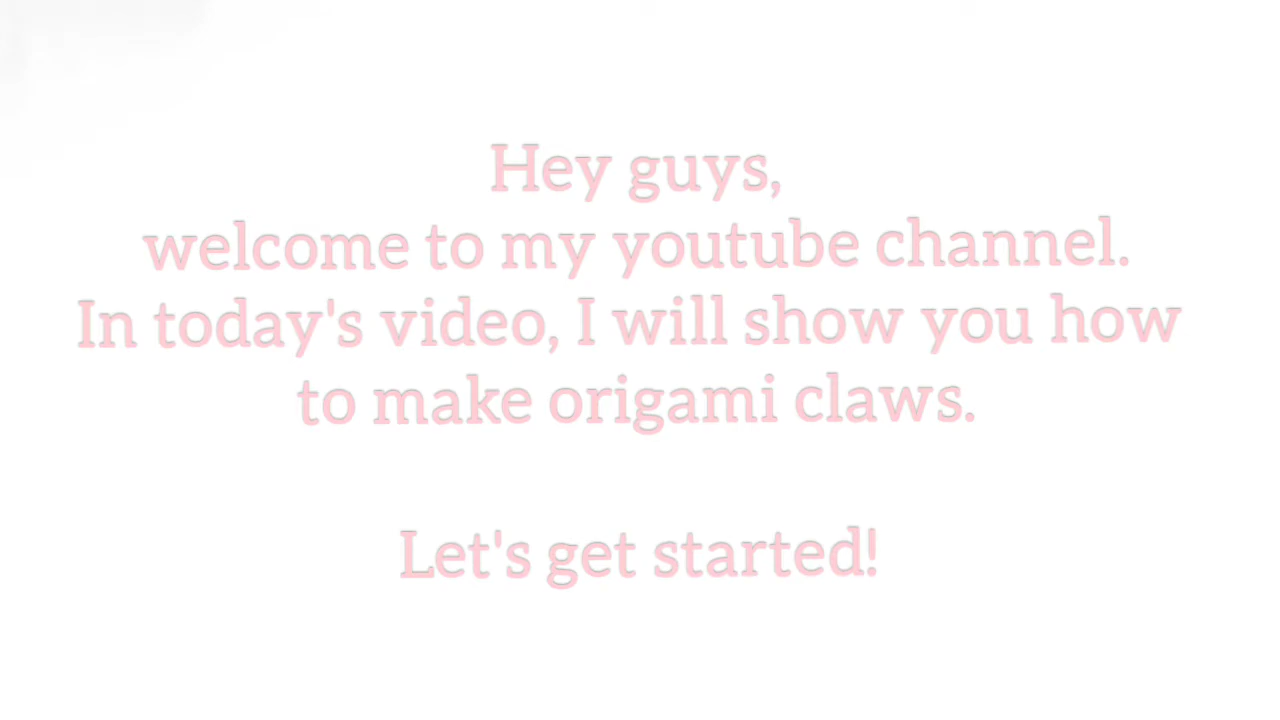 Hey guys,
welcome to my youtube channel.
In today's video, I will show you how
to make origami claws.
Let's get started!